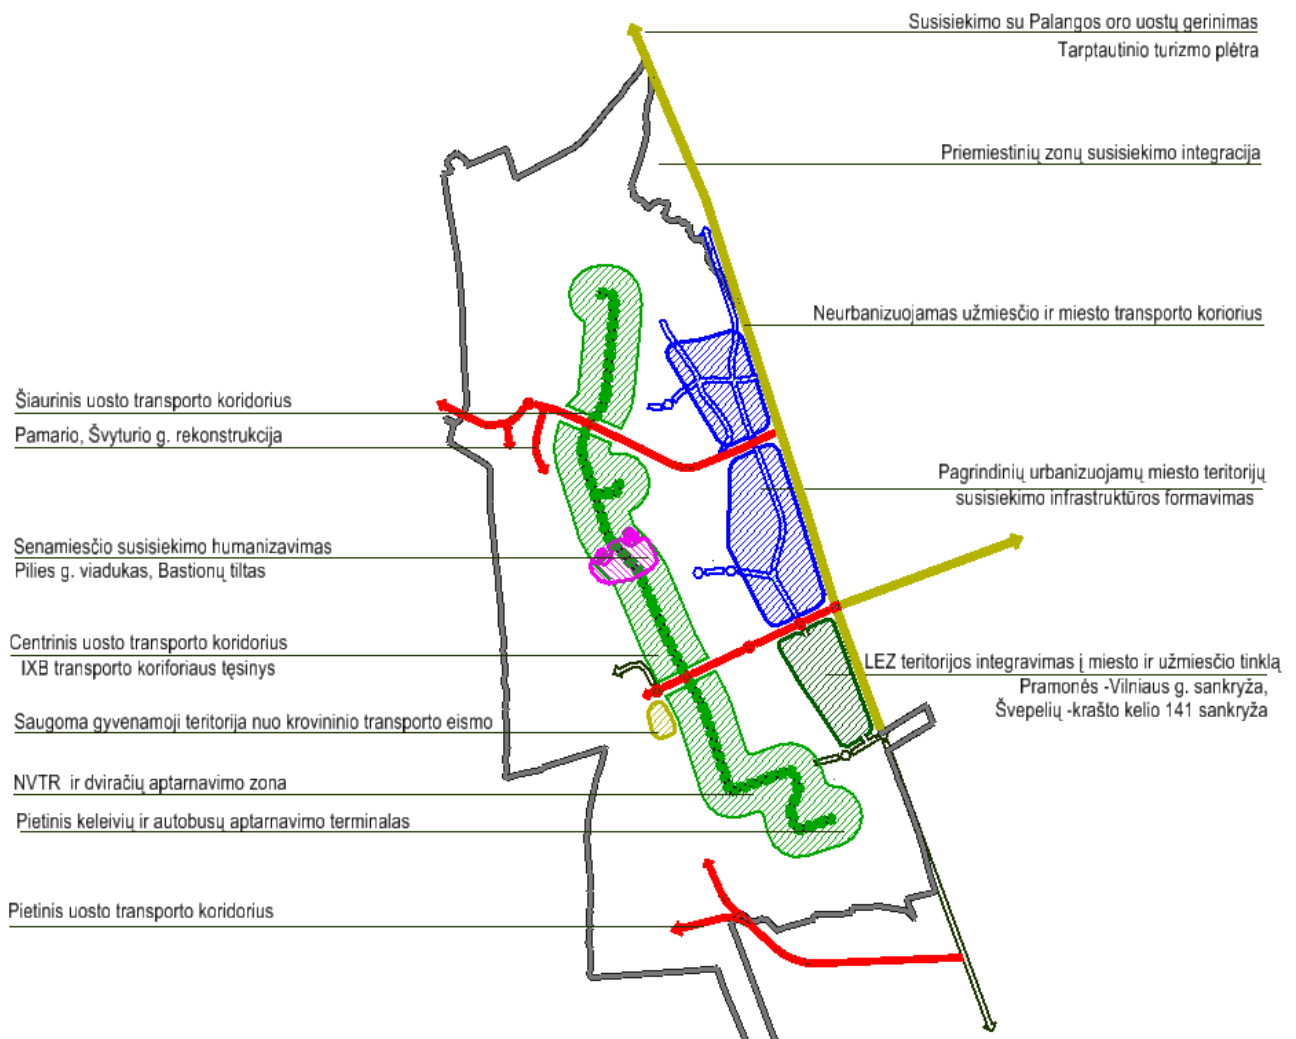 Susisiekimo su Palangos oro uostų gerinimas
Tarptautinio turizmo plėtra
Priemiestinių zonų susisiekimo integracija
Neurbanizuojamas užmiesčio ir miesto transporto koriorius
Šiaurinis uosto transporto koridorius
Pamario, Švyturio g. rekonstrukcija
Pagrindinių urbanizuojamų miesto teritorijų
susisiekimo infrastruktūros formavimas
Senamiesčio susisiekimo humanizavimas
Pilies g. viadukas, Bastionų tiltas
Centrinis uosto transporto koridorius
IXB transporto koriforiaus tęsinys
LEZ teritorijos integravimas į miesto ir užmiesčio tinklą
Pramonės -Vilniaus g. sankryža,
Švepelių -krašto kelio 141 sankryža
Saugoma gyvenamoji teritorija nuo krovininio transporto eismo
NVTR ir dviračių aptarnavimo zona
Pietinis keleivių ir autobusų aptarnavimo terminalas
Pietinis uosto transporto koridorius